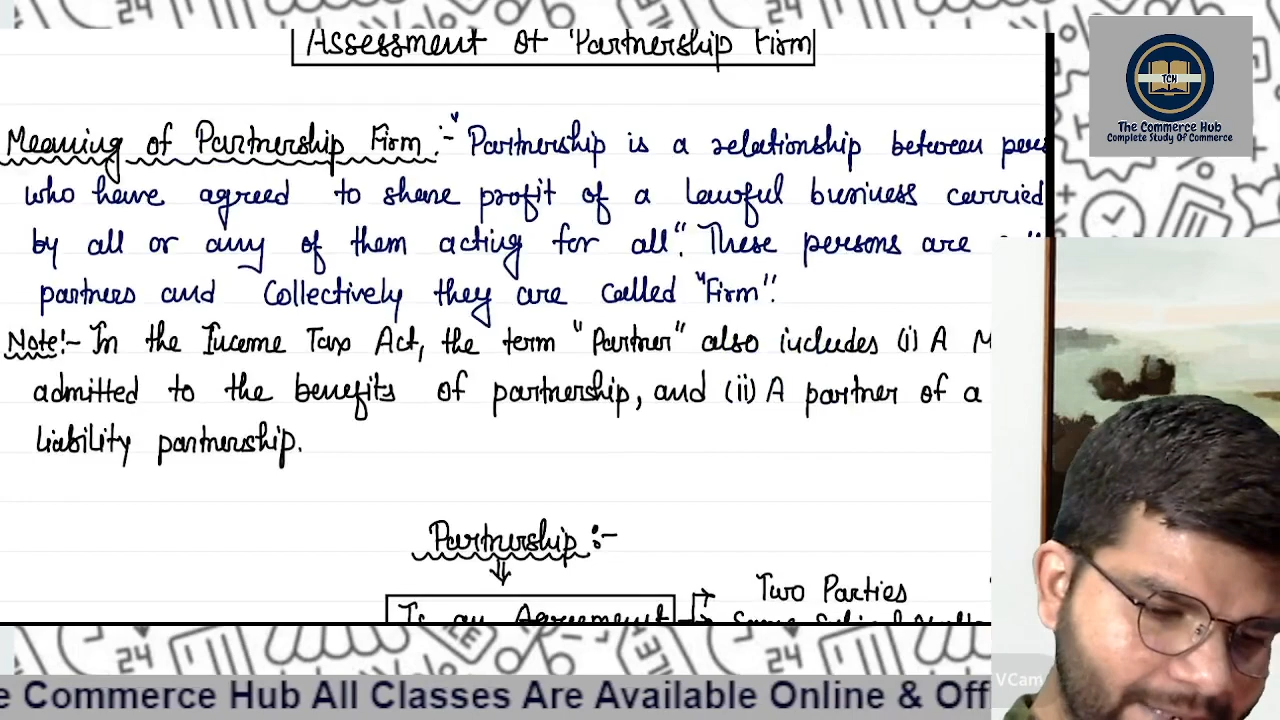 Assessment of Partnership Firm
TCH
The Commerce Hub
Complete Study Of Commerce
Meaning of Partnership Firm :- "Partnership is a relationship between
who have agreed to share profit of a lawful business carried
by all or any of them acting for all". These persons are
partners and Collectively they are called "Firm".
Note:- In the Income Tax Act, the term "Partner" also includes (i) A M
admitted to the benefits of partnership, and (ii) A partner of a
liability partnership.
Partnership :-
Is an Agreement
Two Parties
VCam
e Commerce Hub All Classes Are Available Online & Off